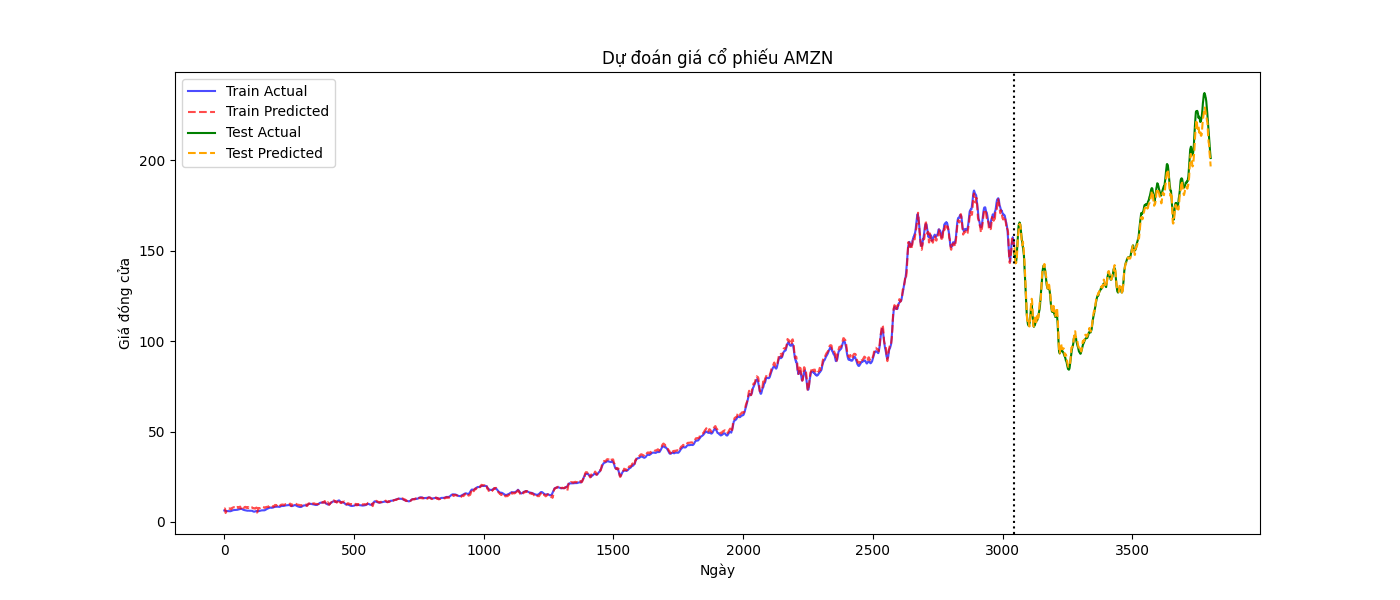 Dự đoán giá cổ phiếu AMZN
Train Actual
Train Predicted
Test Actual
Test Predicted
200
150
100
50
0
Giá đóng cửa
0 500 1000 1500 2000 2500 3000 3500
Ngày